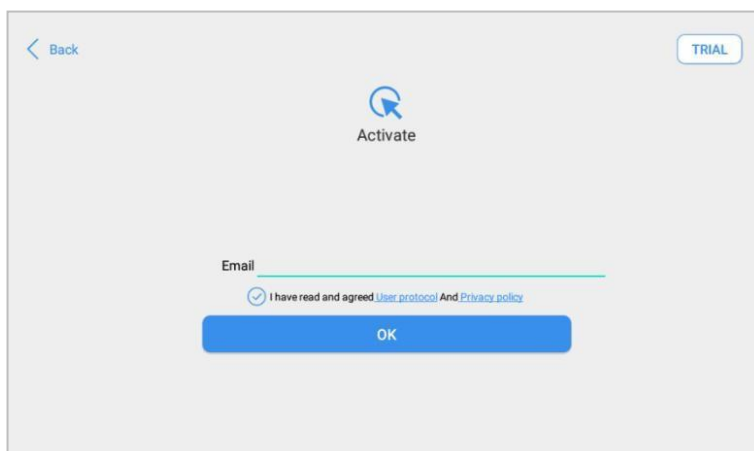 Back
TRIAL
Activate
Email
I have read and agreed User protocol And Privacy policy
OK